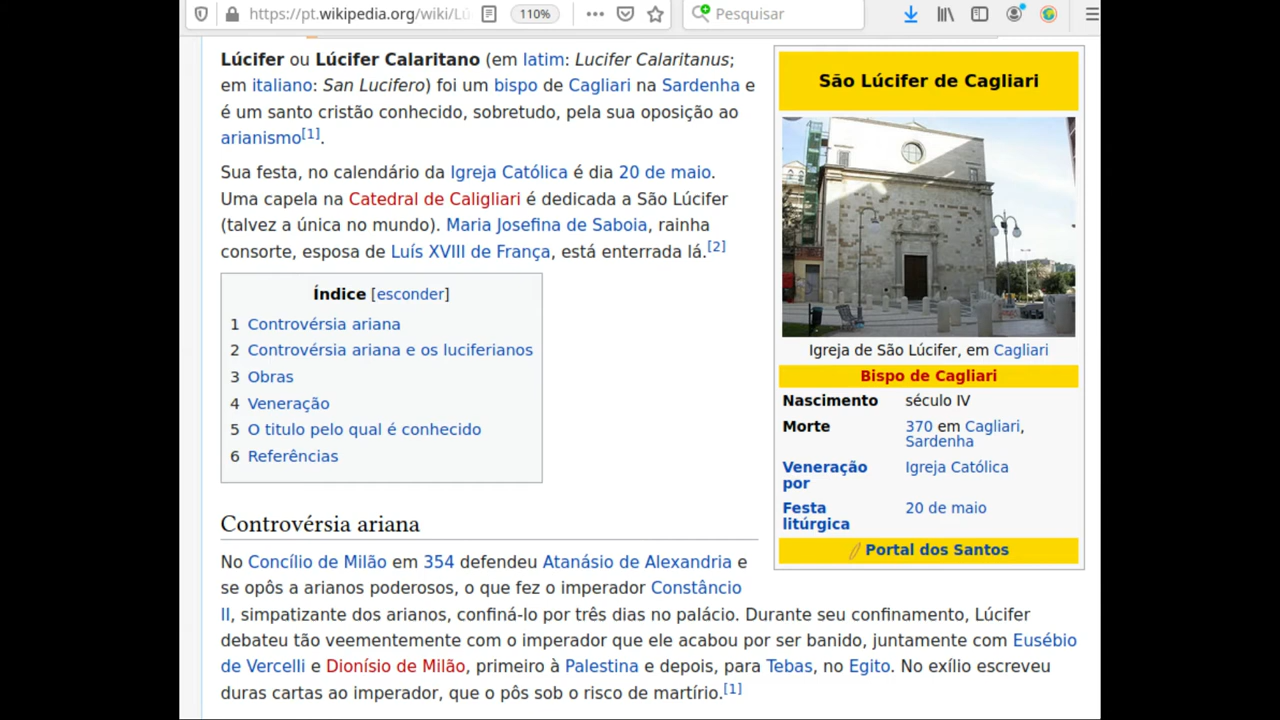 https://pt.wikipedia.org/wiki/Lú
110%
Pesquisar
Lúcifer ou Lúcifer Calaritano (em latim: Lucifer Calaritanus;
em italiano: San Lucifero) foi um bispo de Cagliari na Sardenha e
é um santo cristão conhecido, sobretudo, pela sua oposição ao
arianismo[1].
Sua festa, no calendário da Igreja Católica é dia 20 de maio.
Uma capela na Catedral de Caligliari é dedicada a São Lúcifer
(talvez a única no mundo). Maria Josefina de Saboia, rainha
consorte, esposa de Luís XVIII de França, está enterrada lá.[2]
Índice [esconder]
1 Controvérsia ariana
2 Controvérsia ariana e os luciferianos
3 Obras
4 Veneração
5 O titulo pelo qual é conhecido
6 Referências
São Lúcifer de Cagliari
Igreja de São Lúcifer, em Cagliari
Bispo de Cagliari
Nascimento século IV
Morte 370 em Cagliari,
Sardenha
Veneração Igreja Católica
por
Festa 20 de maio
litúrgica
Portal dos Santos
Controvérsia ariana
No Concílio de Milão em 354 defendeu Atanásio de Alexandria e
se opôs a arianos poderosos, o que fez o imperador Constâncio
II, simpatizante dos arianos, confiná-lo por três dias no palácio. Durante seu confinamento, Lúcifer
debateu tão veementemente com o imperador que ele acabou por ser banido, juntamente com Eusébio
de Vercelli e Dionísio de Milão, primeiro à Palestina e depois, para Tebas, no Egito. No exílio escreveu
duras cartas ao imperador, que o pôs sob o risco de martírio.[1]